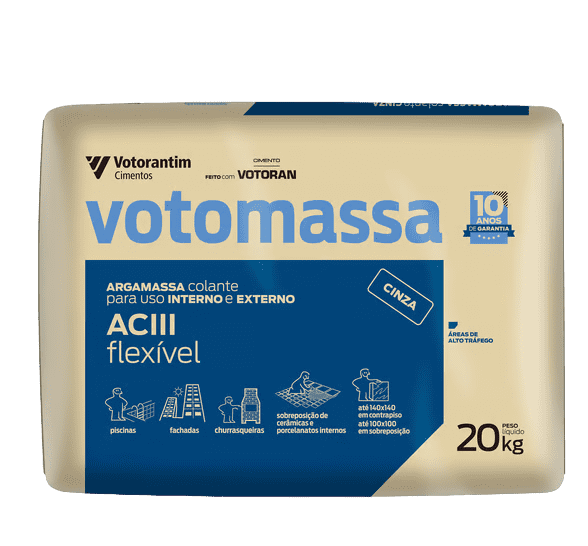 Votorantim
Cimentos
CIMENTO
FEITO com VOTORAN
votomassa
10
ANOS
DE GARANTIA
ARGAMASSA colante
para uso INTERNO e EXTERNO
ACIII
flexível
CINZA
ÁREAS DE
ALTO TRÁFEGO
piscinas
fachadas
churrasqueiras
sobreposição de
cerâmicas e
porcelanatos internos
até 140x140
em contrapiso
até 100x100
em sobreposição
PESO
líquido
20kg